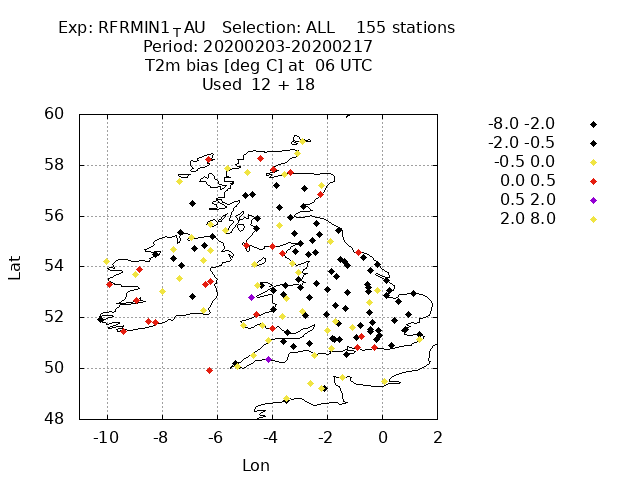 Exp: RFRMIN1TAU Selection: ALL 155 stations
Period: 20200203-20200217
T2m bias [deg C] at 06 UTC
Used 12 + 18
60
58
56
54
52
50
48
Lat
-10 -8 -6 -4 -2 0 2
Lon
-8.0 -2.0
-2.0 -0.5
-0.5 0.0
0.0 0.5
0.5 2.0
2.0 8.0